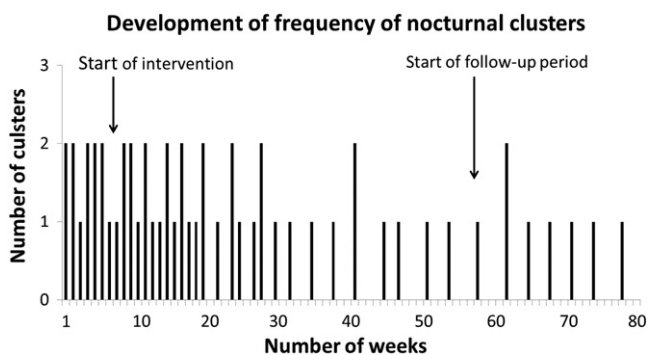 Development of frequency of nocturnal clusters
Start of intervention
Start of follow-up period
Number of culsters
3
2
1
0
1 10 20 30 40 50 60 70 80
Number of weeks